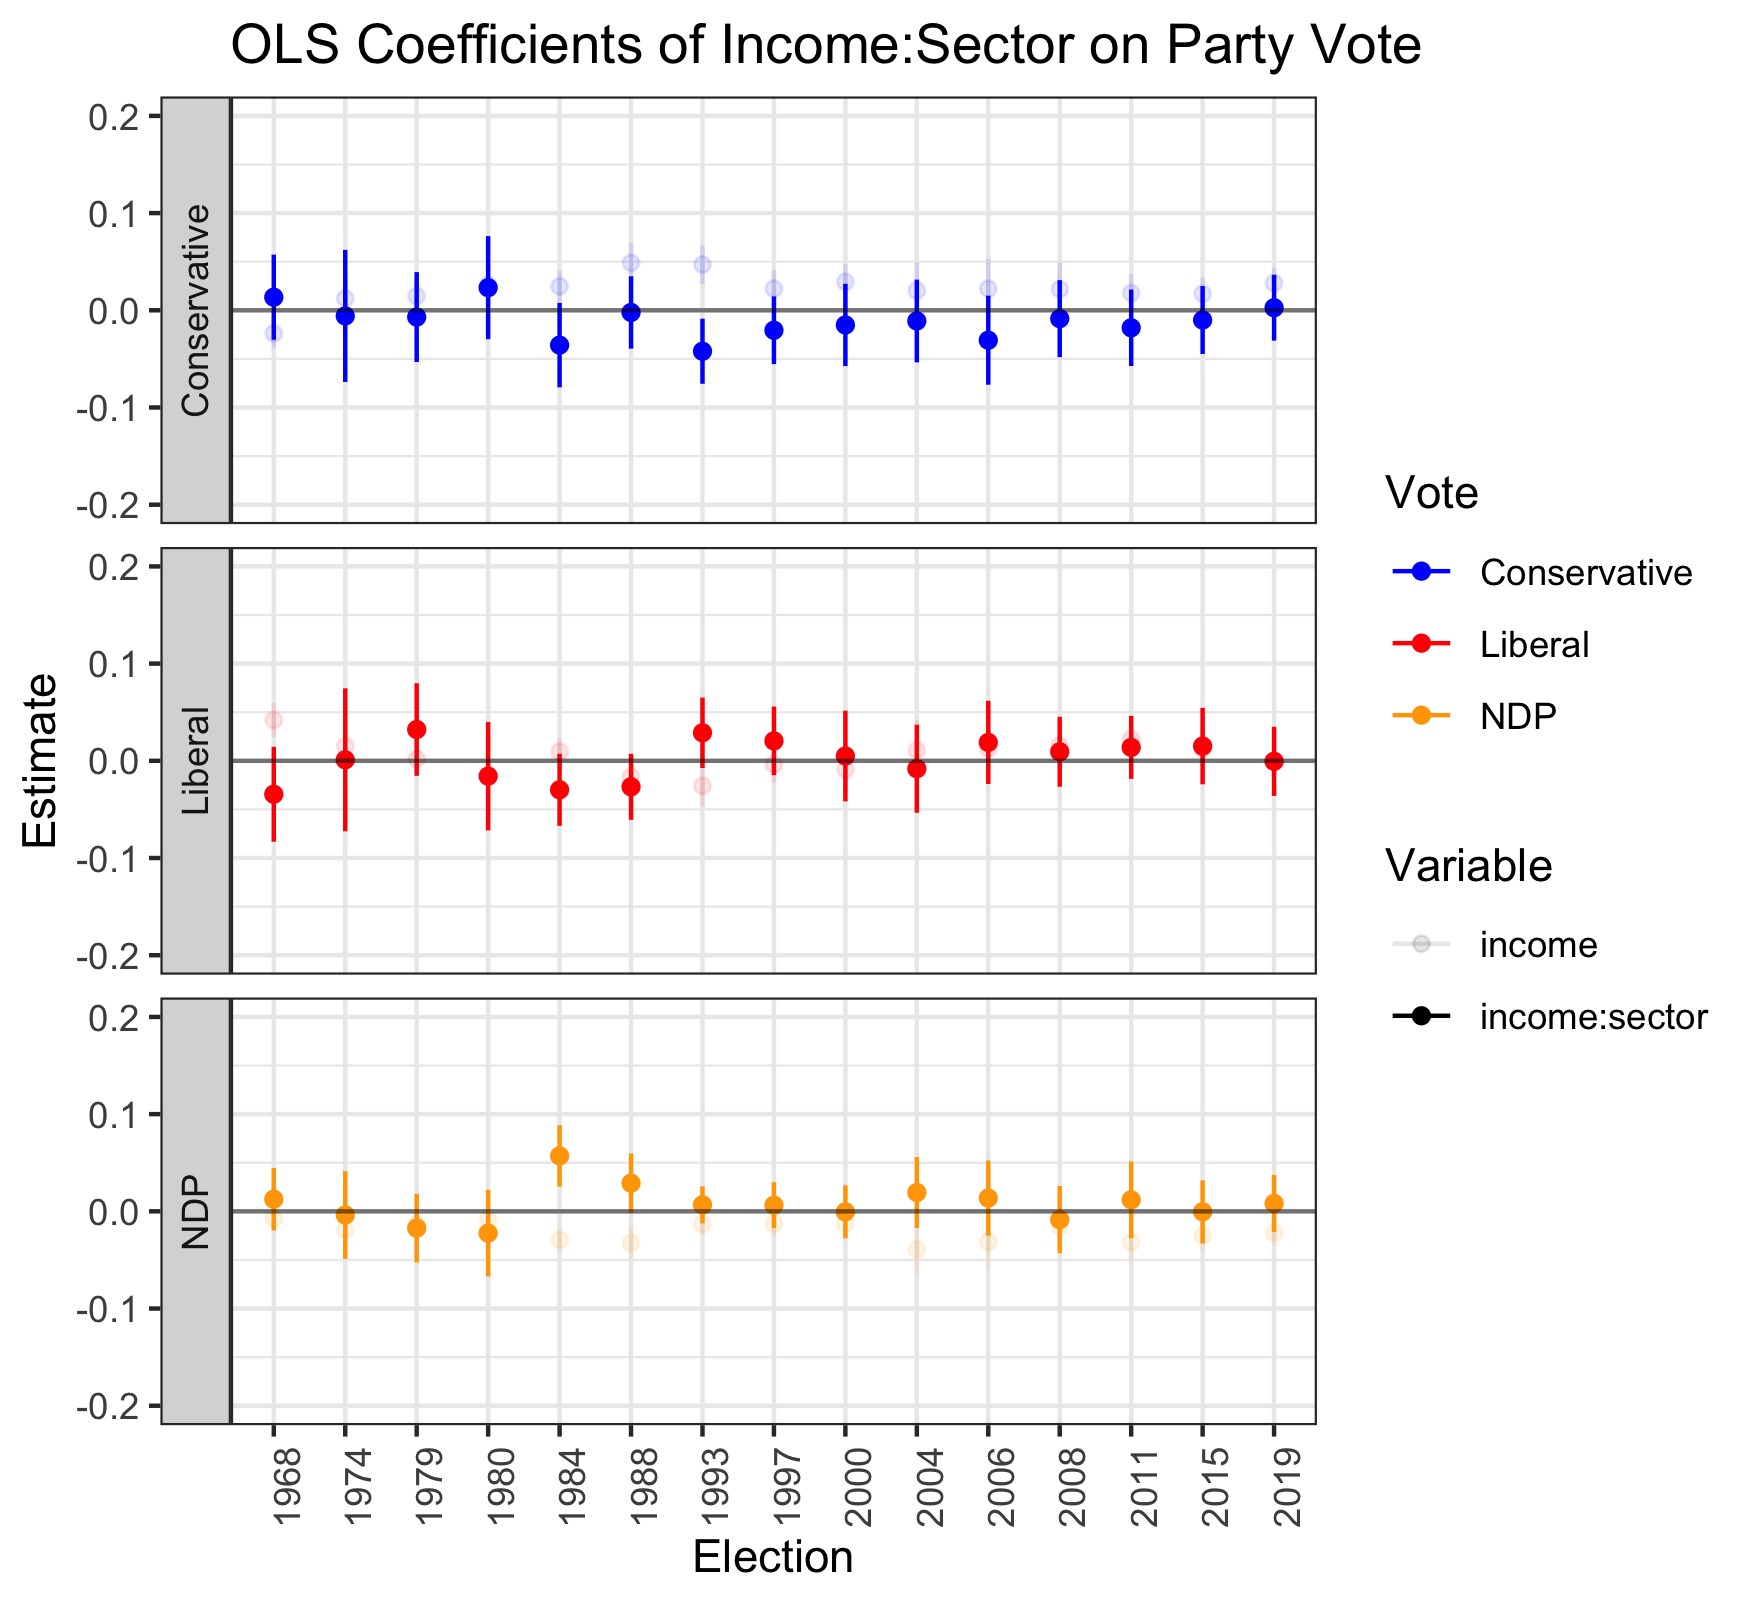 OLS Coefficients of Income:Sector on Party Vote
Estimate
Conservative
0.2
0.1
0.0
-0.1
-0.2
Liberal
0.2
0.1
0.0
-0.1
-0.2
NDP
0.2
0.1
0.0
-0.1
-0.2
1968
1974
1979
1980
1984
1988
1993
1997
2000
2004
2006
2008
2011
2015
2019
Election
Vote
Conservative
Liberal
NDP
Variable
income
income:sector